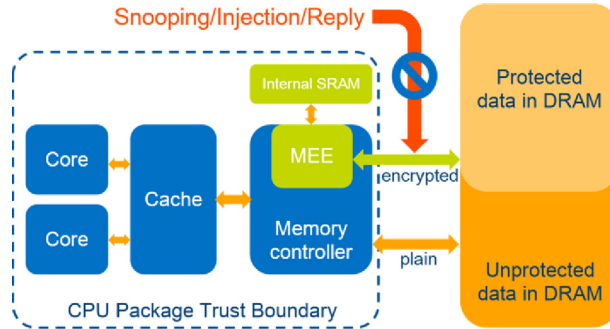 Snooping/Injection/Reply
Internal SRAM
Protected
data in DRAM
Core
MEE
encrypted
Cache
Core
Memory
controller
plain
Unprotected
data in DRAM
CPU Package Trust Boundary